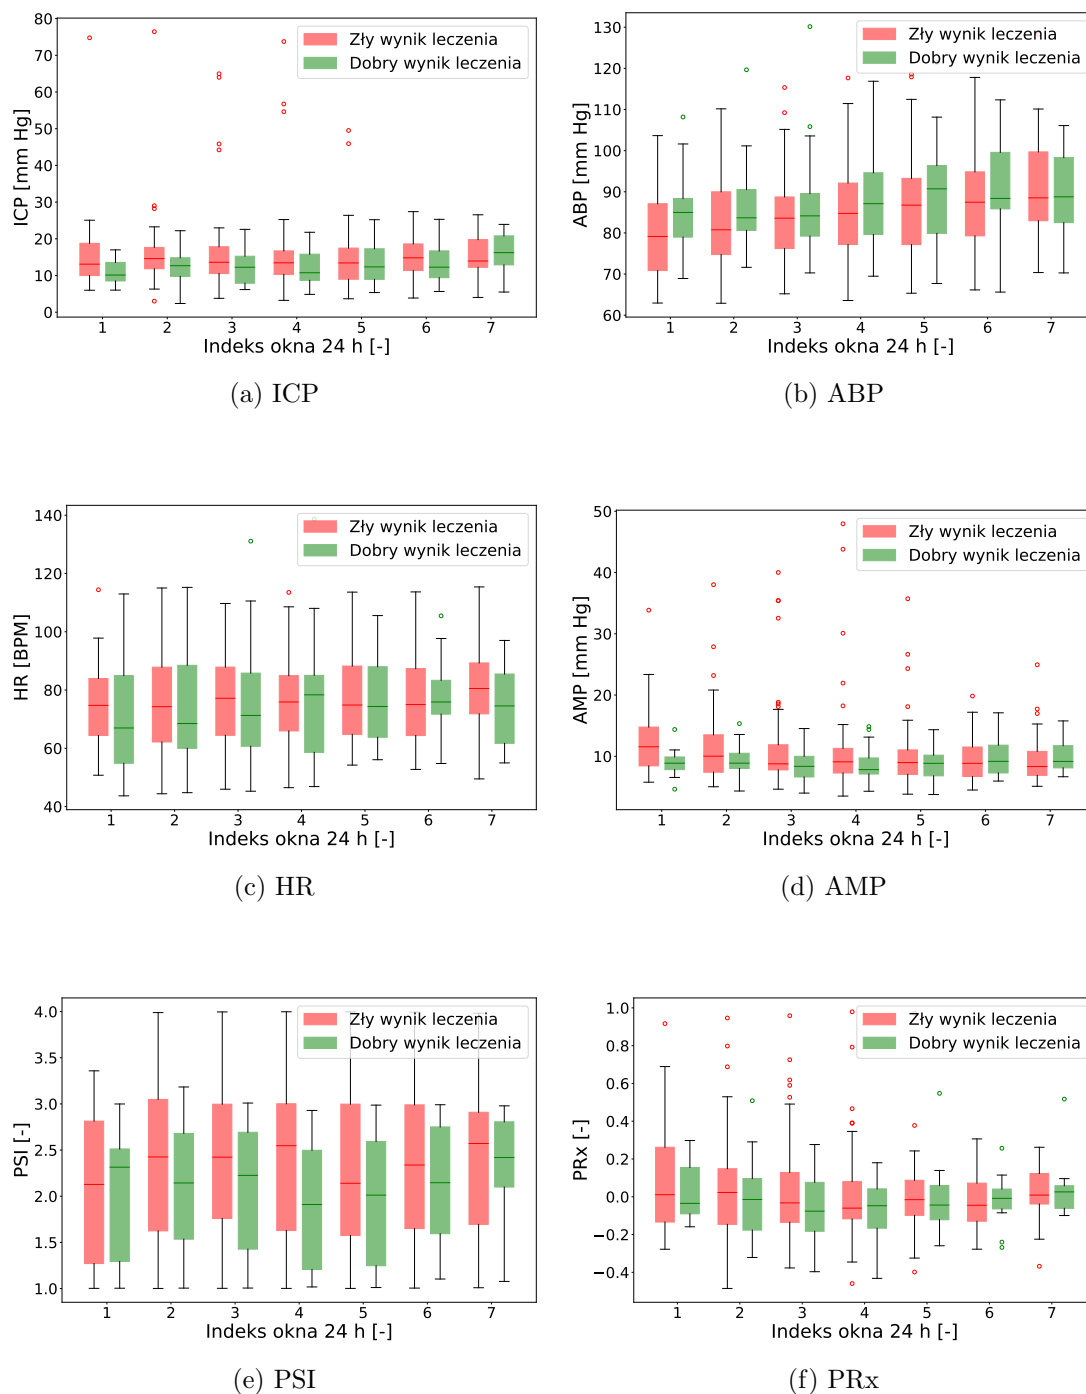 80
70
60
50
40
30
20
10
0
ICP [mm Hg]
Zły wynik leczenia
Dobry wynik leczenia
1 2 3 4 5 6 7
Indeks okna 24 h [-]
(a) ICP
130
120
110
100
90
80
70
60
ABP [mm Hg]
Zły wynik leczenia
Dobry wynik leczenia
1 2 3 4 5 6 7
Indeks okna 24 h [-]
(b) ABP
140
120
100
80
60
40
HR [BPM]
Zły wynik leczenia
Dobry wynik leczenia
1 2 3 4 5 6 7
Indeks okna 24 h [-]
(c) HR
50
40
30
20
10
AMP [mm Hg]
Zły wynik leczenia
Dobry wynik leczenia
1 2 3 4 5 6 7
Indeks okna 24 h [-]
(d) AMP
4.0
3.5
3.0
2.5
2.0
1.5
1.0
PSI [-]
Zły wynik leczenia
Dobry wynik leczenia
1 2 3 4 5 6 7
Indeks okna 24 h [-]
(e) PSI
1.0
0.8
0.6
0.4
0.2
0.0
−0.2
−0.4
PRx [-]
Zły wynik leczenia
Dobry wynik leczenia
1 2 3 4 5 6 7
Indeks okna 24 h [-]
(f) PRx